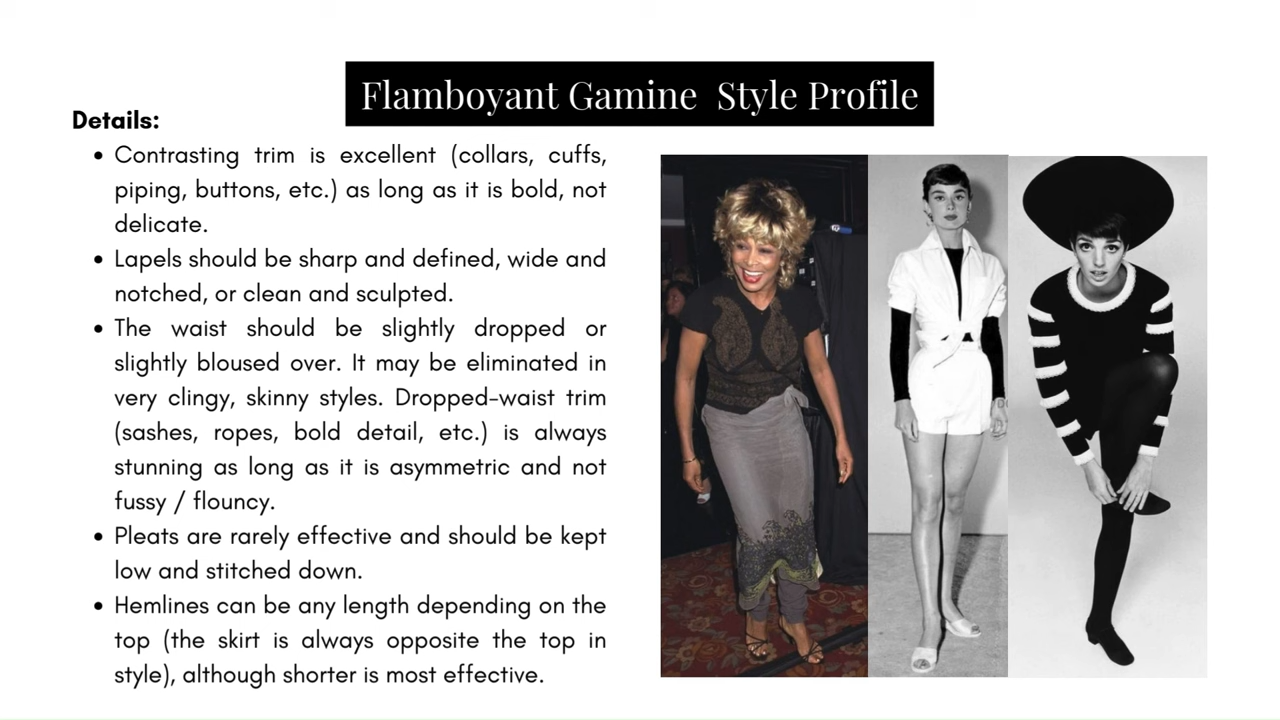 Flamboyant Gamine Style Profile
Details:
• Contrasting trim is excellent (collars, cuffs,
piping, buttons, etc.) as long as it is bold, not
delicate.
• Lapels should be sharp and defined, wide and
notched, or clean and sculpted.
• The waist should be slightly dropped or
slightly bloused over. It may be eliminated in
very clingy, skinny styles. Dropped-waist trim
(sashes, ropes, bold detail, etc.) is always
stunning as long as it is asymmetric and not
fussy / flouncy.
• Pleats are rarely effective and should be kept
low and stitched down.
• Hemlines can be any length depending on the
top (the skirt is always opposite the top in
style), although shorter is most effective.